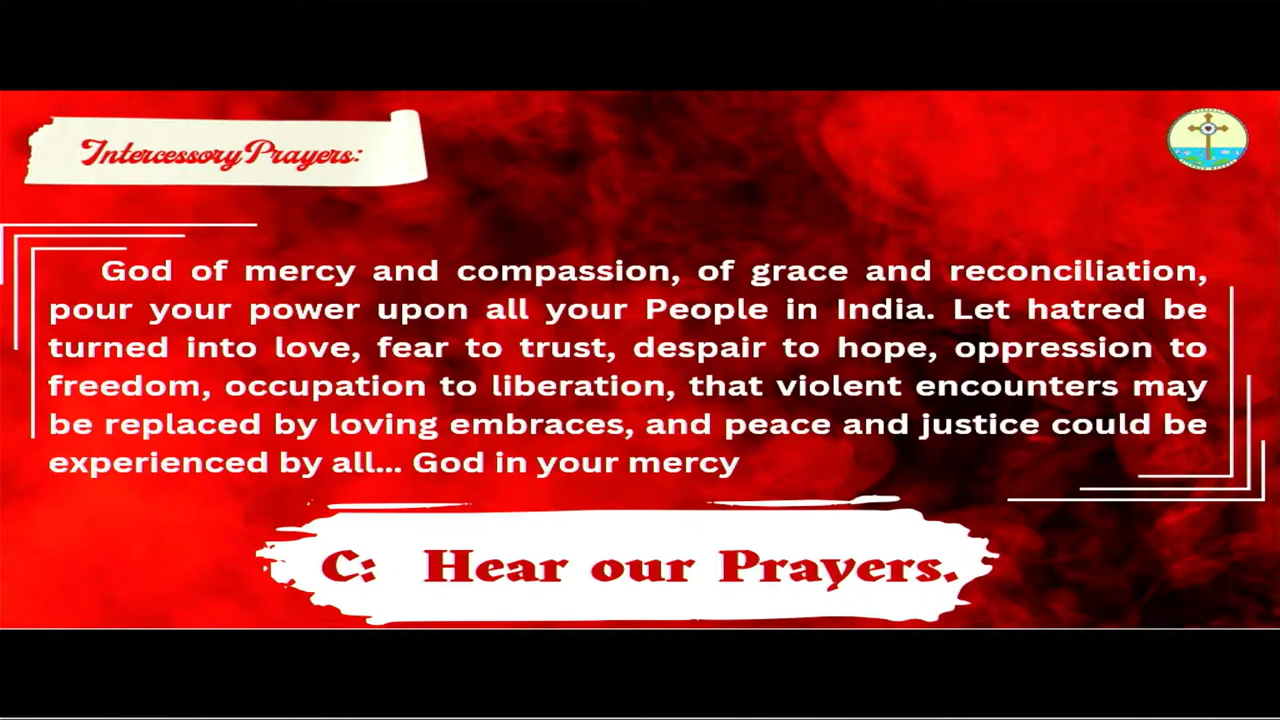 Intercessory Prayers:
God of mercy and compassion, of grace and reconciliation,
pour your power upon all your People in India. Let hatred be
turned into love, fear to trust, despair to hope, oppression to
freedom, occupation to liberation, that violent encounters may
be replaced by loving embraces, and peace and justice could be
experienced by all... God in your mercy
C: Hear our Prayers.